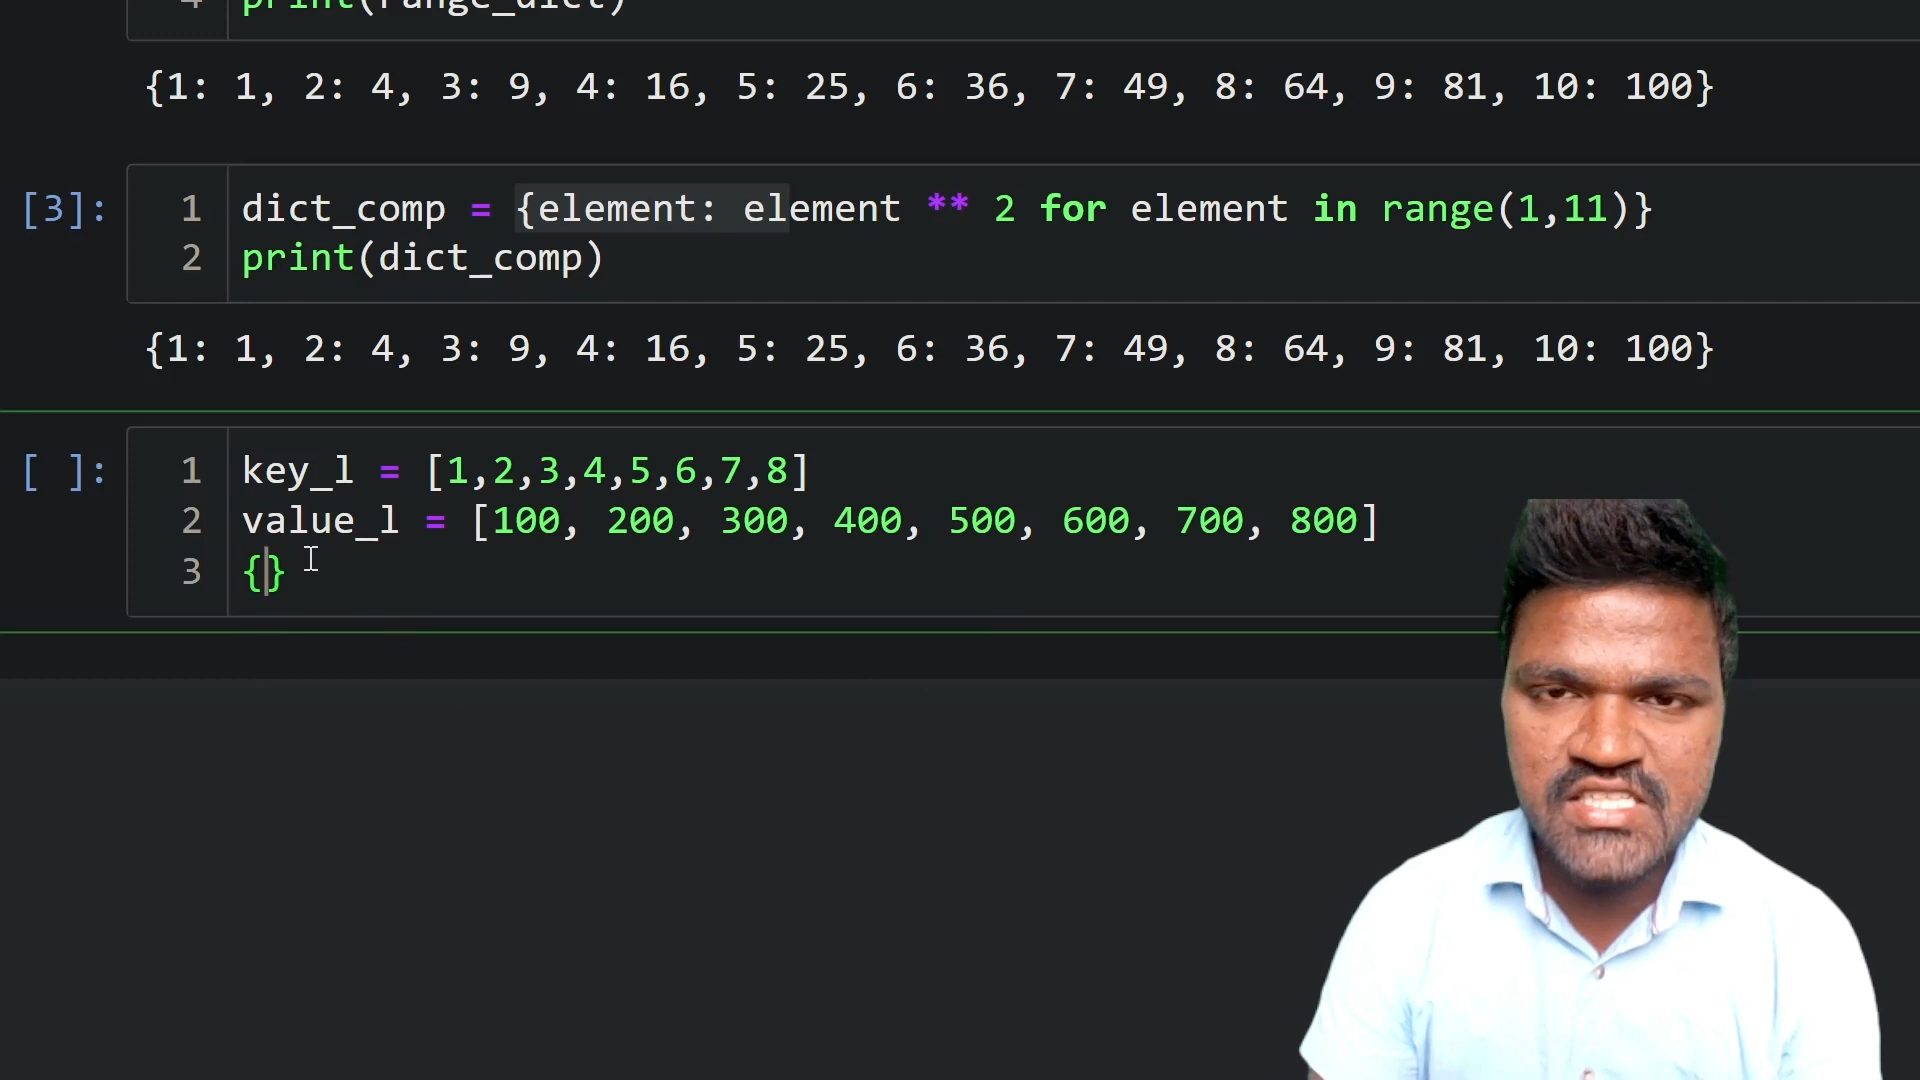 4 print(range_dict)
{1: 1, 2: 4, 3: 9, 4: 16, 5: 25, 6: 36, 7: 49, 8: 64, 9: 81, 10: 100}
[3]: 1 dict_comp = {element: element ** 2 for element in range(1,11)}
2 print(dict_comp)
{1: 1, 2: 4, 3: 9, 4: 16, 5: 25, 6: 36, 7: 49, 8: 64, 9: 81, 10: 100}
[ ]: 1 key_l = [1,2,3,4,5,6,7,8]
2 value_l = [100, 200, 300, 400, 500, 600, 700, 800]
3 {}